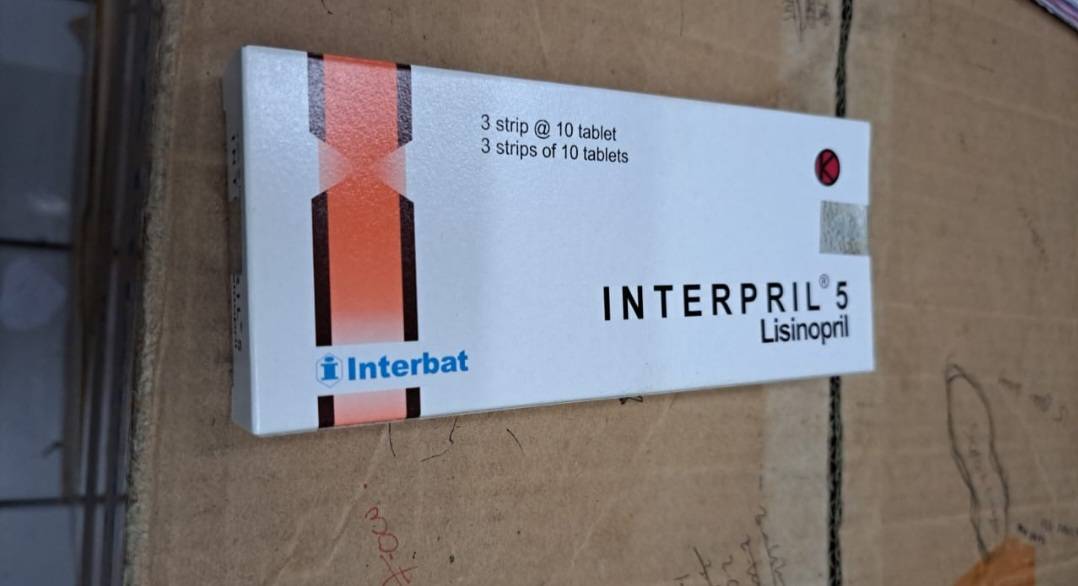 3 strip @ 10 tablet
3 strips of 10 tablets
K
INTERPRIL® 5
Lisinopril
Interbat